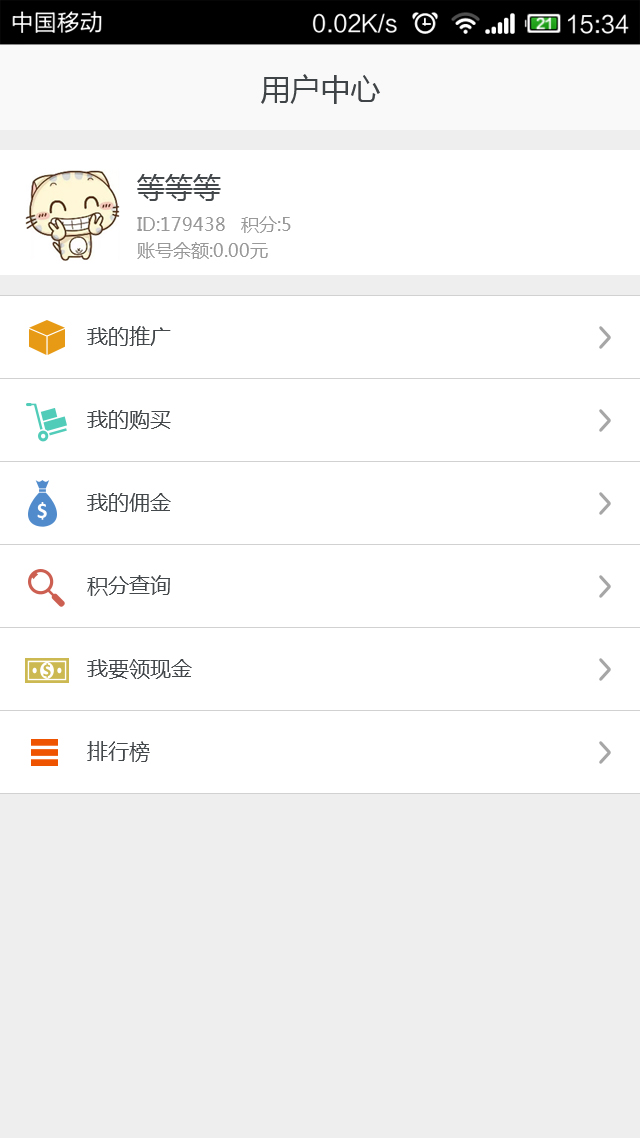 中国移动 0.02K/s 21 15:34
用户中心
等等等
ID:179438 积分:5
账号余额:0.00元
我的推广
我的购买
我的佣金
积分查询
我要领现金
排行榜